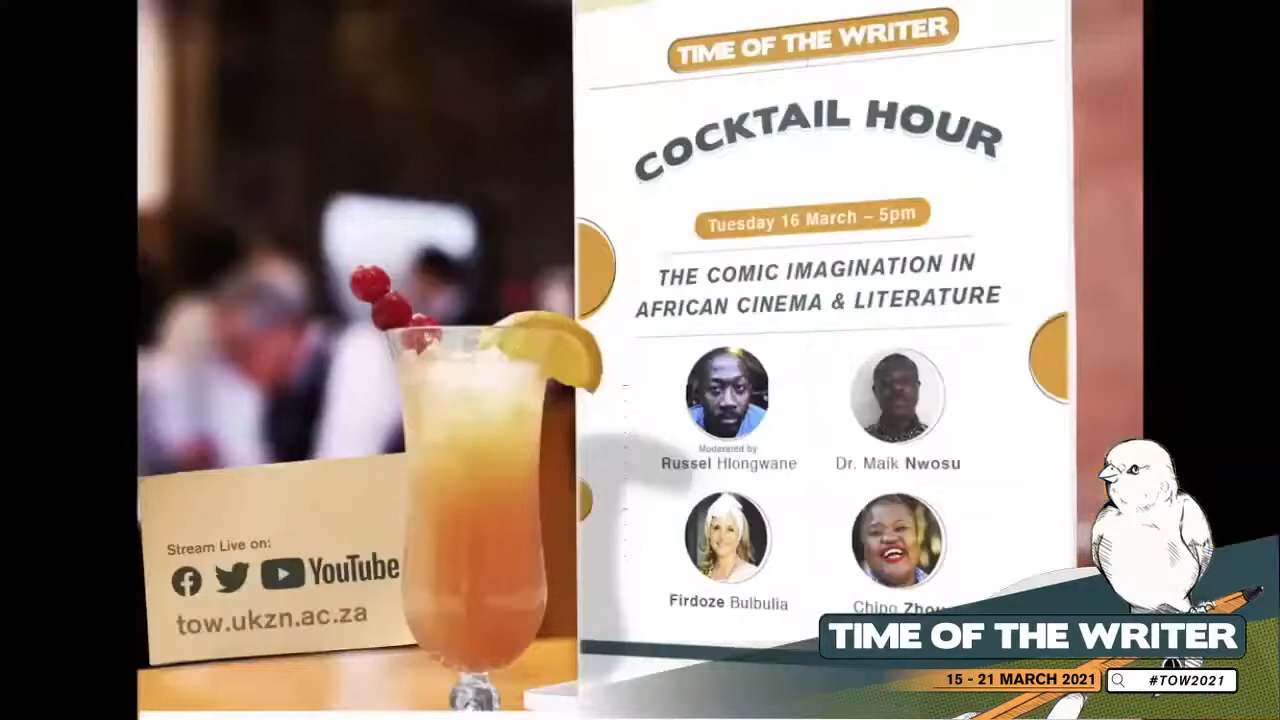 TIME OF THE WRITER
COCKTAIL HOUR
Tuesday 16 March – 5pm
THE COMIC IMAGINATION IN
AFRICAN CINEMA & LITERATURE
Moderated by
Russel Hlongwane
Dr. Maik Nwosu
Firdoze Bulbulia
Chipo
Stream Live on:
YouTube
tow.ukzn.ac.za
TIME OF THE WRITER
15 - 21 MARCH 2021
#TOW2021